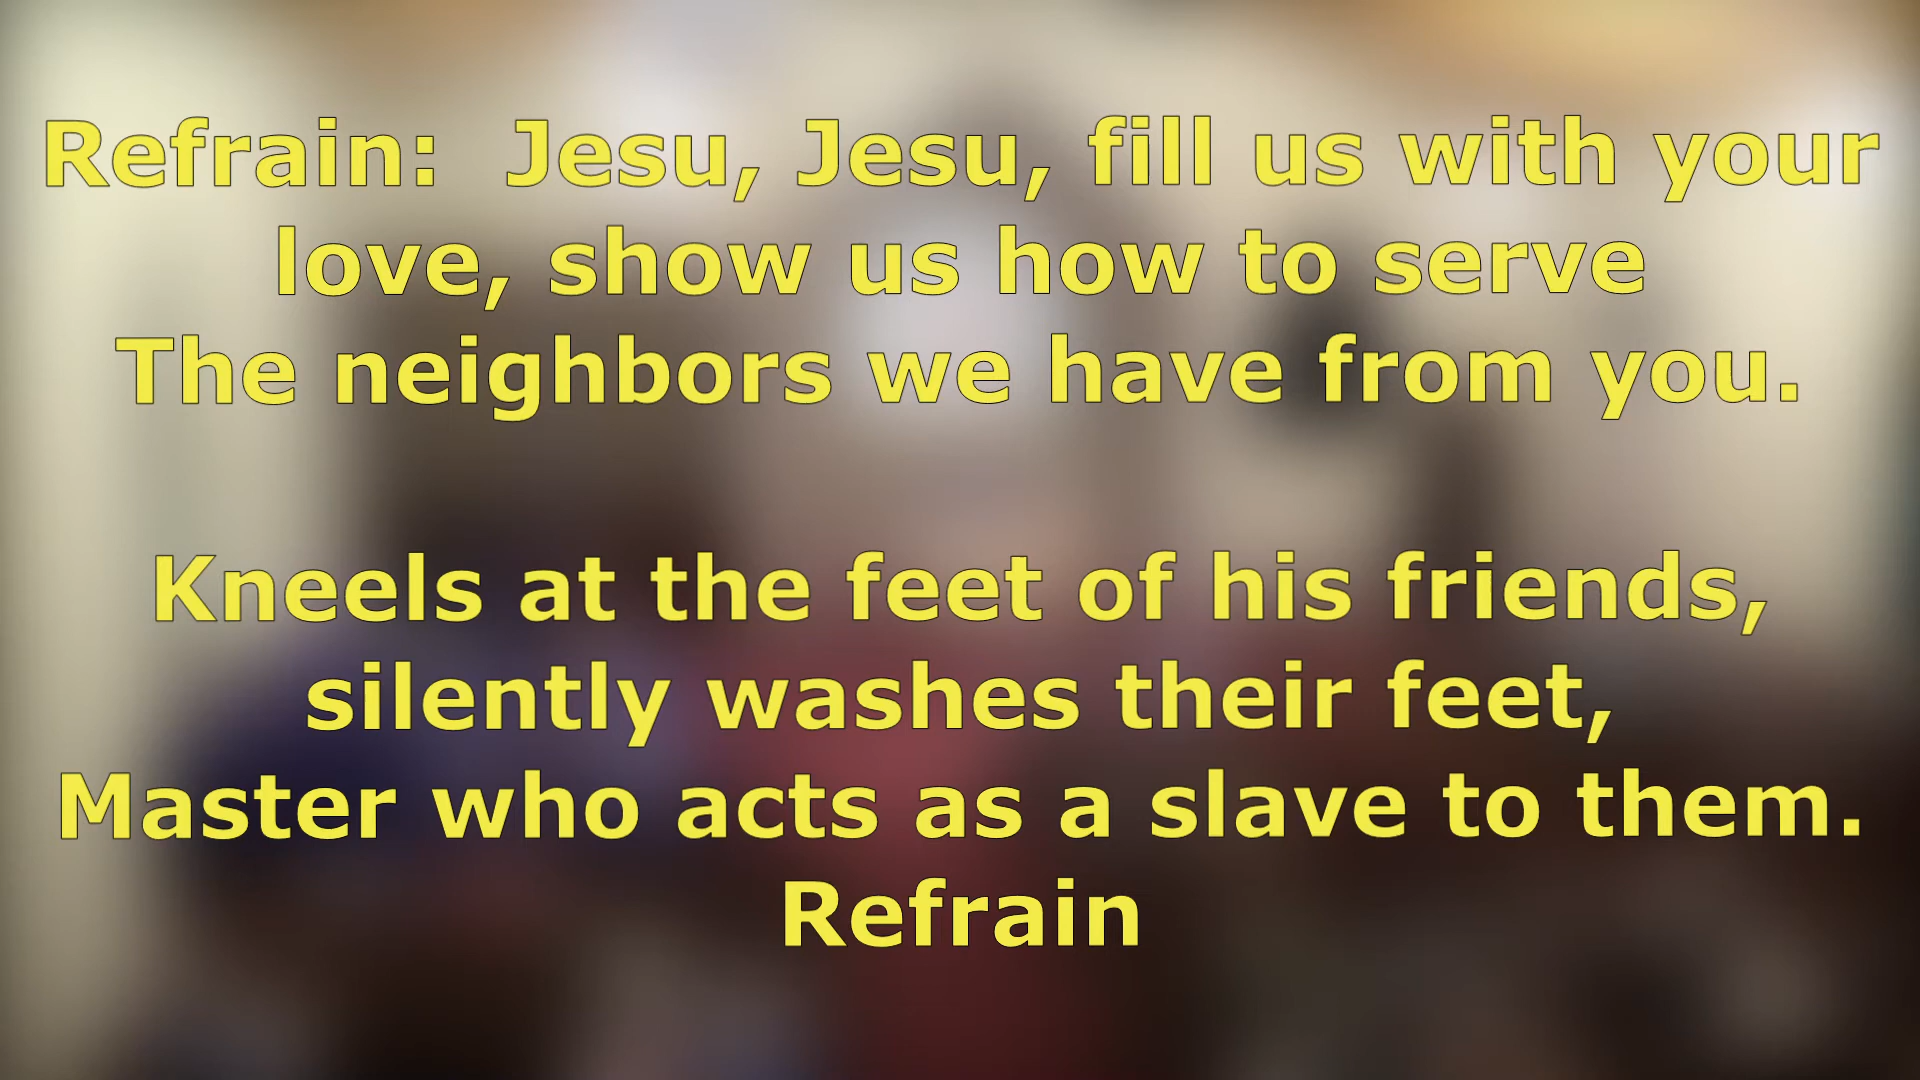 Refrain:  Jesu, Jesu, fill us with your
love, show us how to serve
The neighbors we have from you.
Kneels at the feet of his friends,
silently washes their feet,
Master who acts as a slave to them.
Refrain